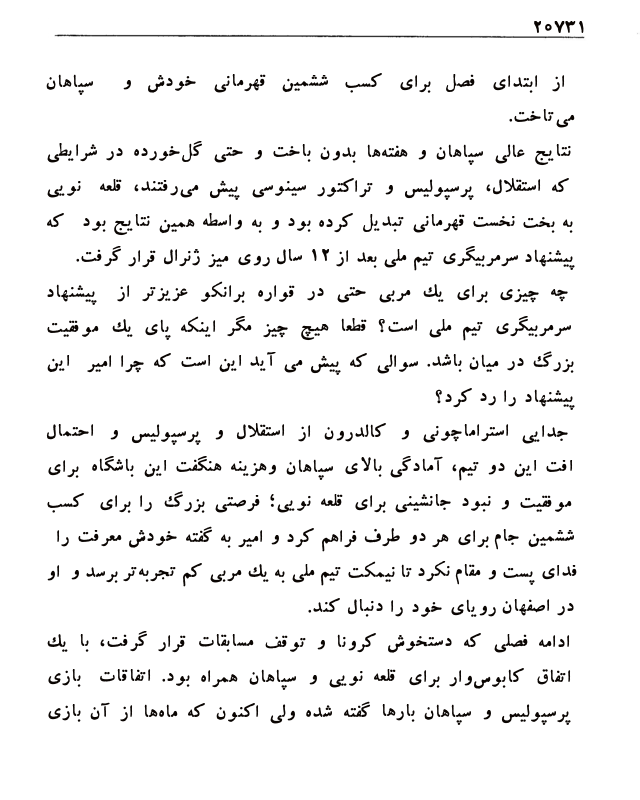 ۲۰۷۳۱
از ابتدای فصل برای کسب ششمین قهرمانی خودش و سپاهان
می‌تاخت.
نتایج عالی سپاهان و هفته‌ها بدون باخت و حتی گل‌خورده در شرایطی
که استقلال، پرسپولیس و تراکتور سینوسی پیش می‌رفتند، قلعه نویی
به بخت نخست قهرمانی تبدیل کرده بود و به واسطه همین نتایج بود که
پیشنهاد سرمربیگری تیم ملی بعد از ۱۲ سال روی میز ژنرال قرار گرفت.
چه چیزی برای یك مربی حتی در قواره برانکو عزیزتر از پیشنهاد
سرمربیگری تیم ملی است؟ قطعا هیچ چیز مگر اینکه پای یك موفقیت
بزرگ در میان باشد. سوالی که پیش می آید این است که چرا امیر این
پیشنهاد را رد کرد؟
جدایی استراماچونی و کالدرون از استقلال و پرسپولیس و احتمال
افت این دو تیم، آمادگی بالای سپاهان وهزینه هنگفت این باشگاه برای
موفقیت و نبود جانشینی برای قلعه نویی؛ فرصتی بزرگ را برای کسب
ششمین جام برای هر دو طرف فراهم کرد و امیر به گفته خودش معرفت را
فدای پست و مقام نکرد تا نیمکت تیم ملی به یك مربی کم تجربه‌تر برسد و او
در اصفهان رویای خود را دنبال کند.
ادامه فصلی که دستخوش کرونا و توقف مسابقات قرار گرفت، با یك
اتفاق کابوس‌وار برای قلعه نویی و سپاهان همراه بود. اتفاقات بازی
پرسپولیس و سپاهان بارها گفته شده ولی اکنون که ماه‌ها از آن بازی